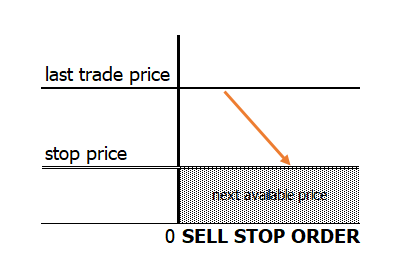 last trade price
stop price
next available price
0 SELL STOP ORDER